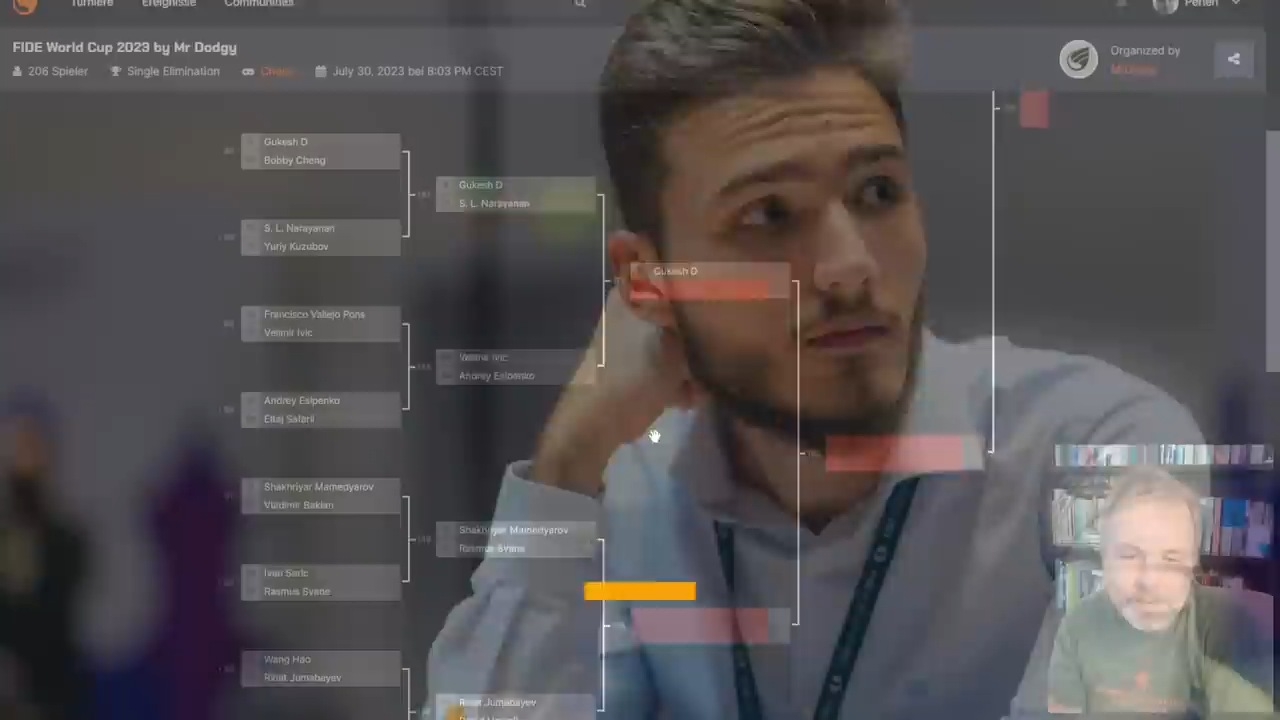 Turniere Ereignisse Communities
FIDE World Cup 2023 by Mr Dodgy
206 Spieler Single Elimination Chess July 30, 2023 bei 8:03 PM CEST
Organized by
Gukesh D
Bobby Cheng
Gukesh D
S. L. Narayanan
S. L. Narayanan
Yuriy Kuzubov
Gukesh D
Francisco Vallejo Pons
Velimir Ivic
Velimir Ivic
Andrey Esipenko
Andrey Esipenko
Eltaj Safarli
Shakhriyar Mamedyarov
Vladimir Baklan
Shakhriyar Mamedyarov
Rasmus Svane
Ivan Saric
Rasmus Svane
Wang Hao
Rinat Jumabayev
Rinat Jumabayev